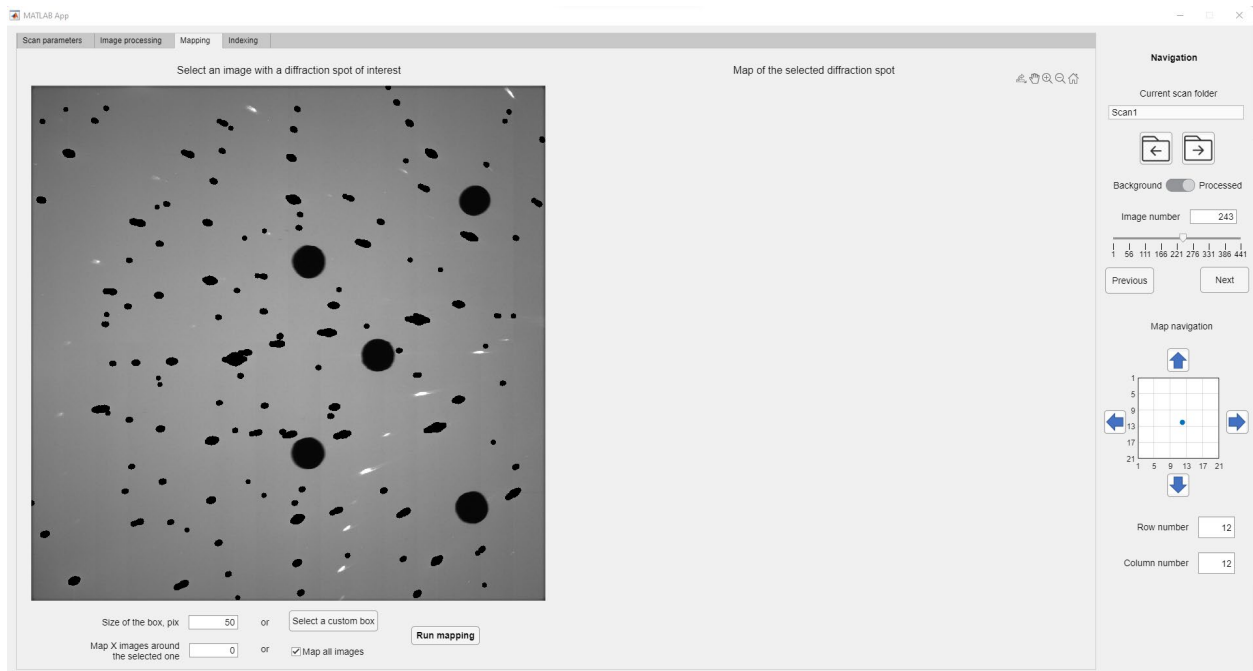 MATLAB App
Scan parameters Image processing Mapping Indexing
Select an image with a diffraction spot of interest
Size of the box, pix 50 or Select a custom box
Map X images around
the selected one 0 or Map all images
Run mapping
Map of the selected diffraction spot
Navigation
Current scan folder
Scan1
Background Processed
Image number 243
1 56 111 166 221 276 331 386 441
Previous Next
Map navigation
1
5
9
13
17
21
1 5 9 13 17 21
Row number 12
Column number 12